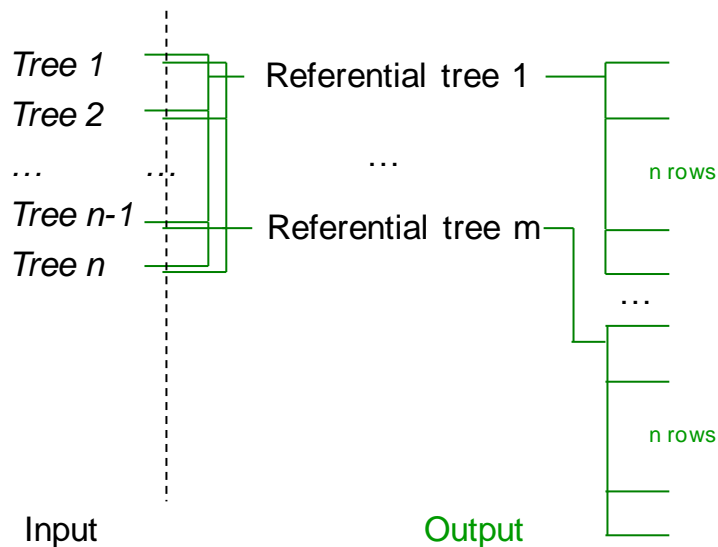 Tree 1
Referential tree 1
Tree 2
... ... ...
n rows
Tree n-1
Referential tree m
Tree n
...
n rows
Input
Output